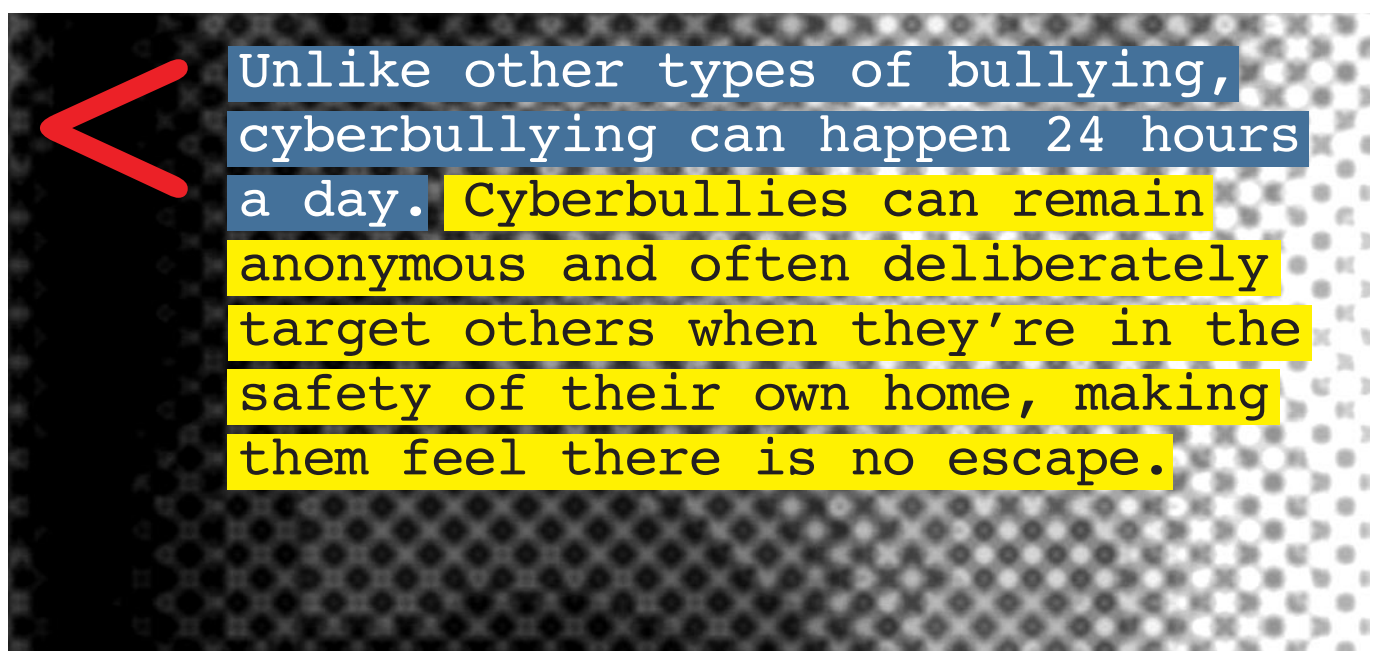 Unlike other types of bullying,
cyberbullying can happen 24 hours
a day. Cyberbullies can remain
anonymous and often deliberately
target others when they’re in the
safety of their own home, making
them feel there is no escape.